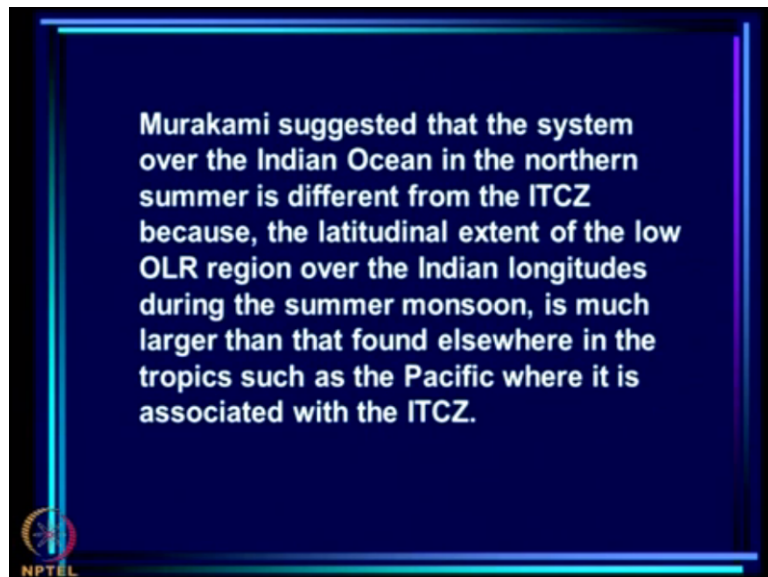 Murakami suggested that the system
over the Indian Ocean in the northern
summer is different from the ITCZ
because, the latitudinal extent of the low
OLR region over the Indian longitudes
during the summer monsoon, is much
larger than that found elsewhere in the
tropics such as the Pacific where it is
associated with the ITCZ.
NPTEL